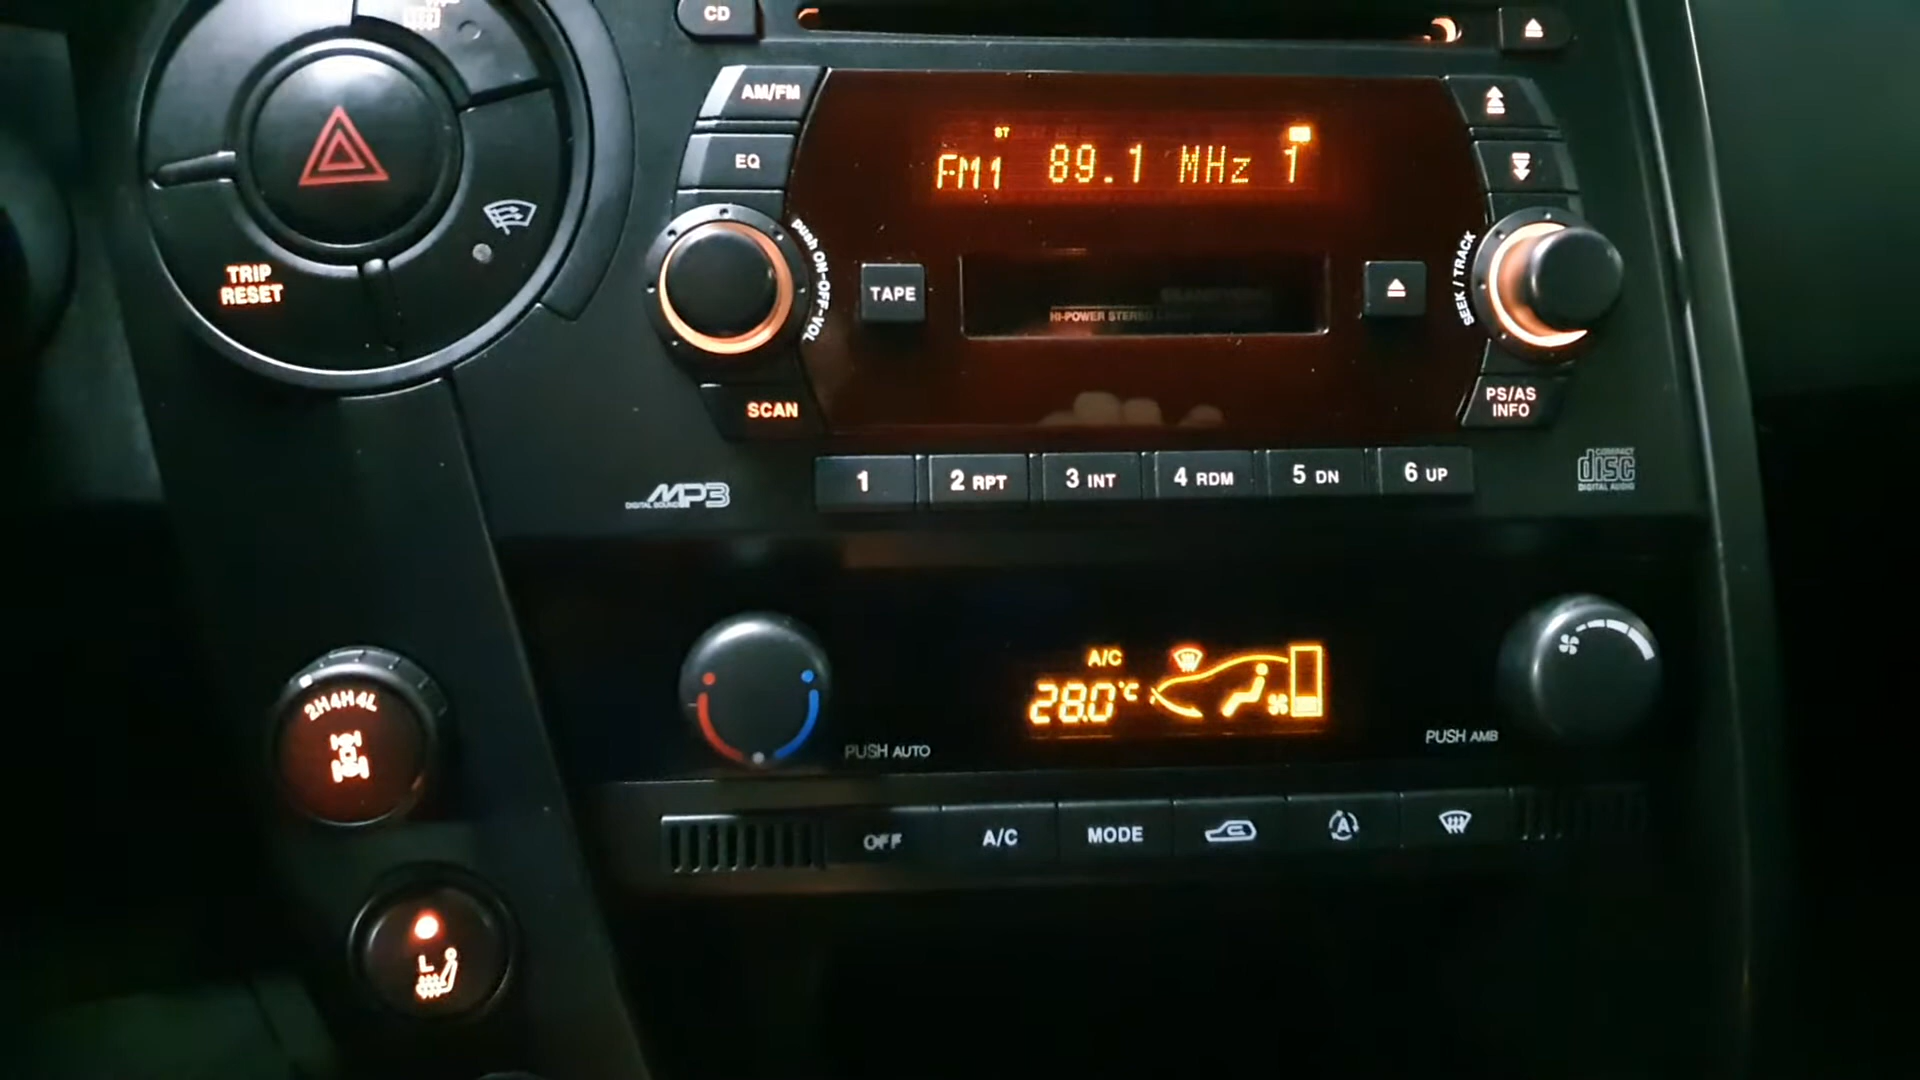 CD
AM/FM
EQ
ST
FM1 89.1 MHz 1
push ON-OFF-VOL
TAPE
HI-POWER STEREO
SEEK / TRACK
TRIP
RESET
SCAN
PS/AS
INFO
MP3
DIGITAL SOUND
1
2 RPT
3 INT
4 RDM
5 DN
6 UP
COMPACT
disc
DIGITAL AUDIO
2H 4H 4L
A/C
28.0°C
PUSH AUTO
PUSH AMB
OFF
A/C
MODE
A
L